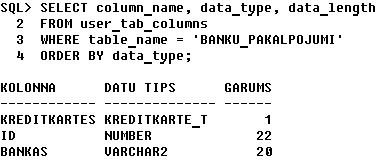 SQL> SELECT column_name, data_type, data_length
2 FROM user_tab_columns
3 WHERE table_name = 'BANKU_PAKALPOJUMI'
4 ORDER BY data_type;
KOLONNA DATU TIPS GARUMS
------------ --------------- ----------
KREDITKARTES KREDITKARTE_T 1
ID NUMBER 22
BANKAS VARCHAR2 20